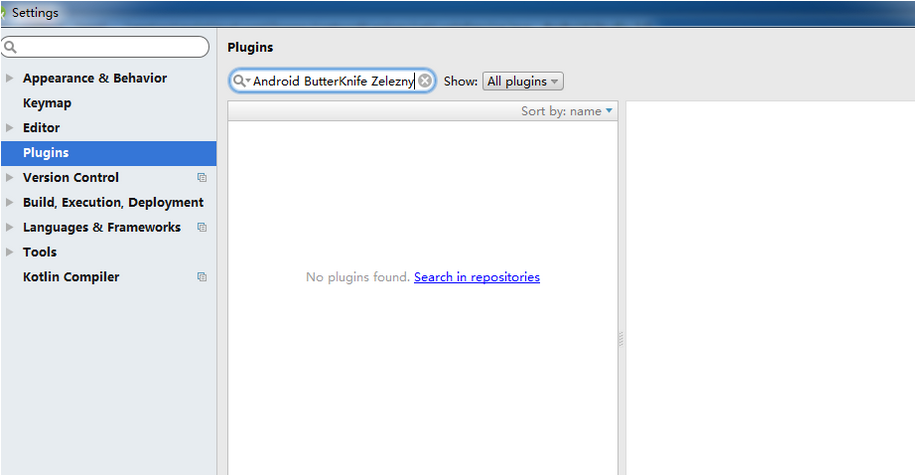 Settings
Plugins
Appearance & Behavior
Android ButterKnife Zelezny Show: All plugins
Keymap
Sort by: name
Editor
Plugins
Version Control
Build, Execution, Deployment
Languages & Frameworks
Tools
Kotlin Compiler
No plugins found. Search in repositories